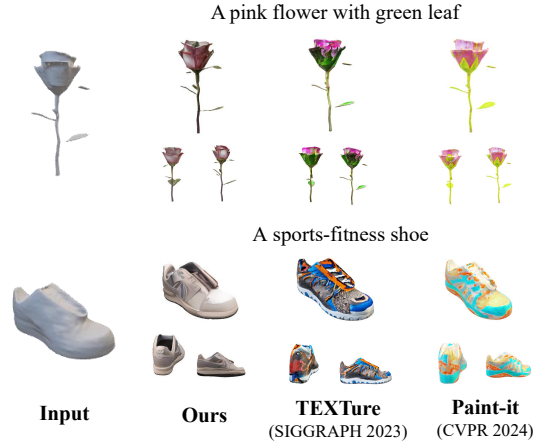 A pink flower with green leaf
A sports-fitness shoe
Input
Ours
TEXTure
(SIGGRAPH 2023)
Paint-it
(CVPR 2024)